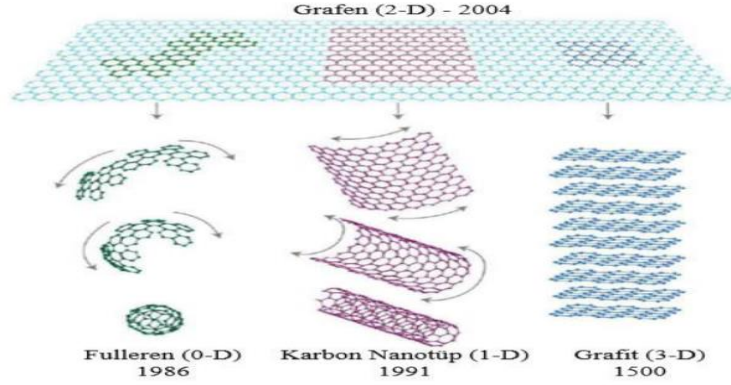 Grafen (2-D) - 2004
Fulleren (0-D)
1986
Karbon Nanotüp (1-D)
1991
Grafit (3-D)
1500